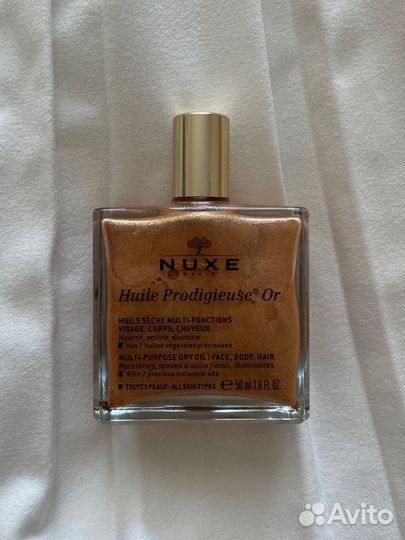 NUXE
PARIS
Huile Prodigieuse® Or
HUILE SÈCHE MULTI-FONCTIONS
VISAGE, CORPS, CHEVEUX
Nourrit, satine, illumine
Aux 7 huiles végétales précieuses
MULTI-PURPOSE DRY OIL | FACE, BODY, HAIR
Nourishes, leaves a satin finish, illuminates
With 7 precious botanical oils
TOUTES PEAUX - ALL SKIN TYPES e 50 ml 1.6 FL.OZ
Avito